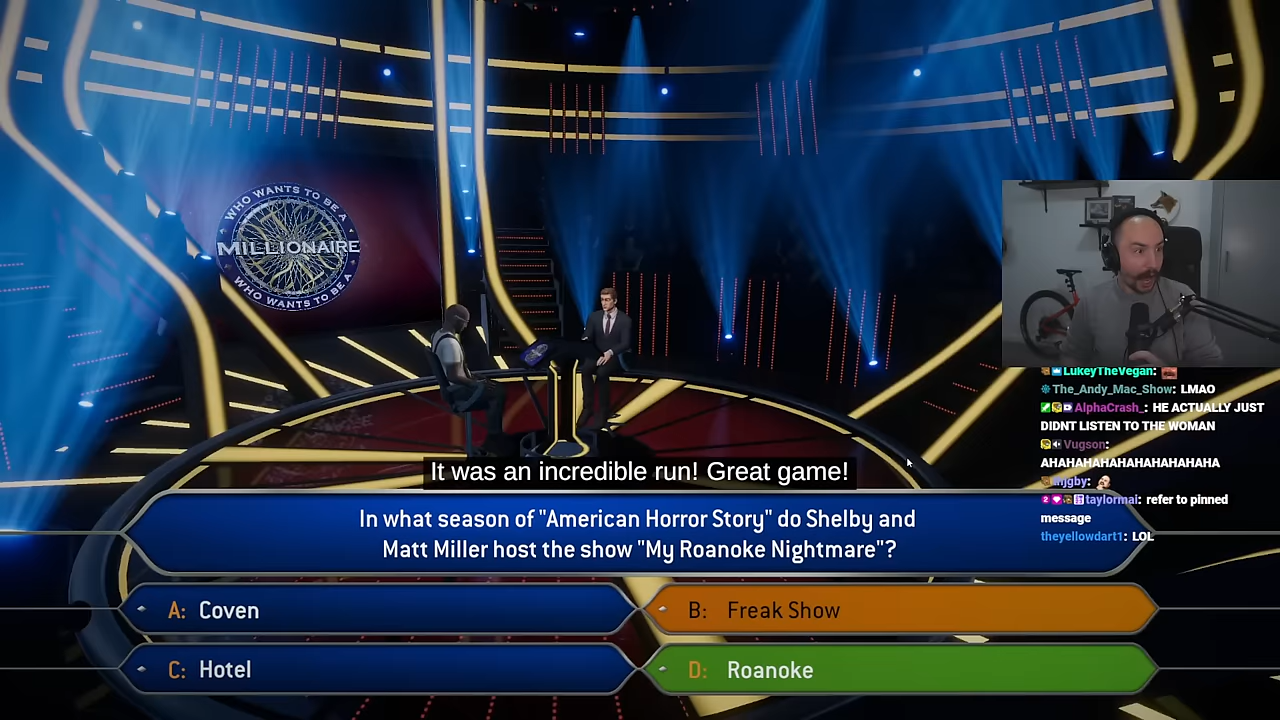 WHO WANTS TO BE A
MILLIONAIRE
WHO WANTS TO BE A
LukeyTheVegan:
The_Andy_Mac_Show: LMAO
AlphaCrash_: HE ACTUALLY JUST
DIDNT LISTEN TO THE WOMAN
Vugson:
AHAHAHAHAHAHAHAHAHA
taylormai: refer to pinned
message
theyellowdart1: LOL
It was an incredible run! Great game!
In what season of "American Horror Story" do Shelby and
Matt Miller host the show "My Roanoke Nightmare"?
A: Coven
B: Freak Show
C: Hotel
D: Roanoke